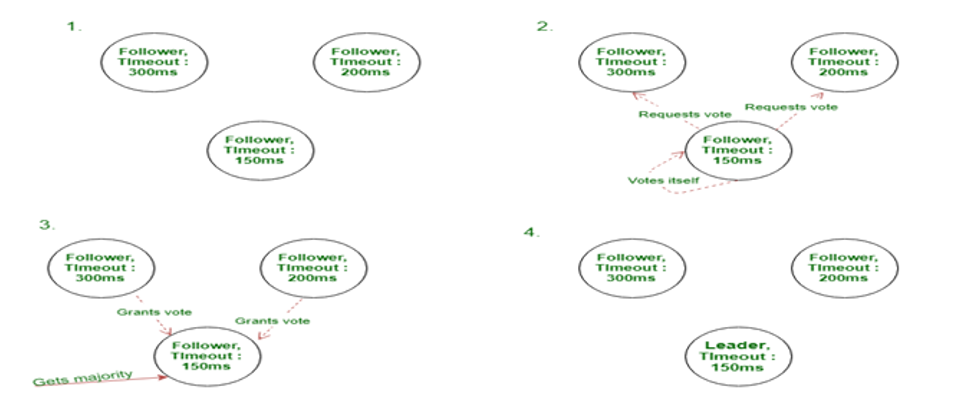 1.
Follower,
TImeout :
300ms
Follower,
TImeout :
200ms
Follower,
TImeout :
150ms
2.
Follower,
TImeout :
300ms
Follower,
TImeout :
200ms
Requests vote
Requests vote
Follower,
TImeout :
150ms
Votes itself
3.
Follower,
TImeout :
300ms
Follower,
TImeout :
200ms
Grants vote
Grants vote
Follower,
TImeout :
150ms
Gets majority
4.
Follower,
TImeout :
300ms
Follower,
TImeout :
200ms
Leader,
TImeout :
150ms